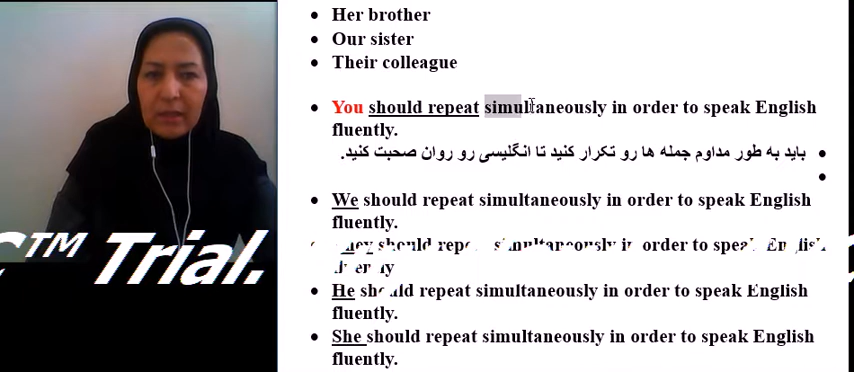 Her brother
Our sister
Their colleague
You should repeat simultaneously in order to speak English
fluently.
باید به طور مداوم جمله ها رو تکرار کنید تا انگلیسی رو روان صحبت کنید.
We should repeat simultaneously in order to speak English
fluently.
should simultaneously in order to speak English
fluently
He should repeat simultaneously in order to speak English
fluently.
She should repeat simultaneously in order to speak English
fluently.
™ Trial.